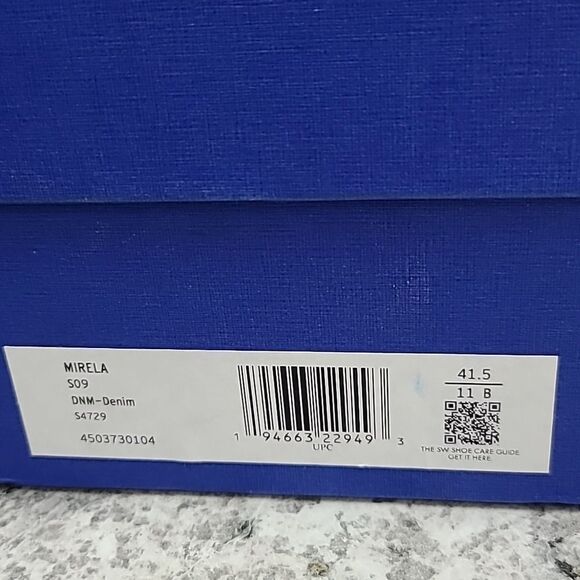 MIRELA
S09
DNM-Denim
S4729
4503730104
1 94663 22949 3
UPC
41.5
11 B
THE SW SHOE CARE GUIDE
GET IT HERE.